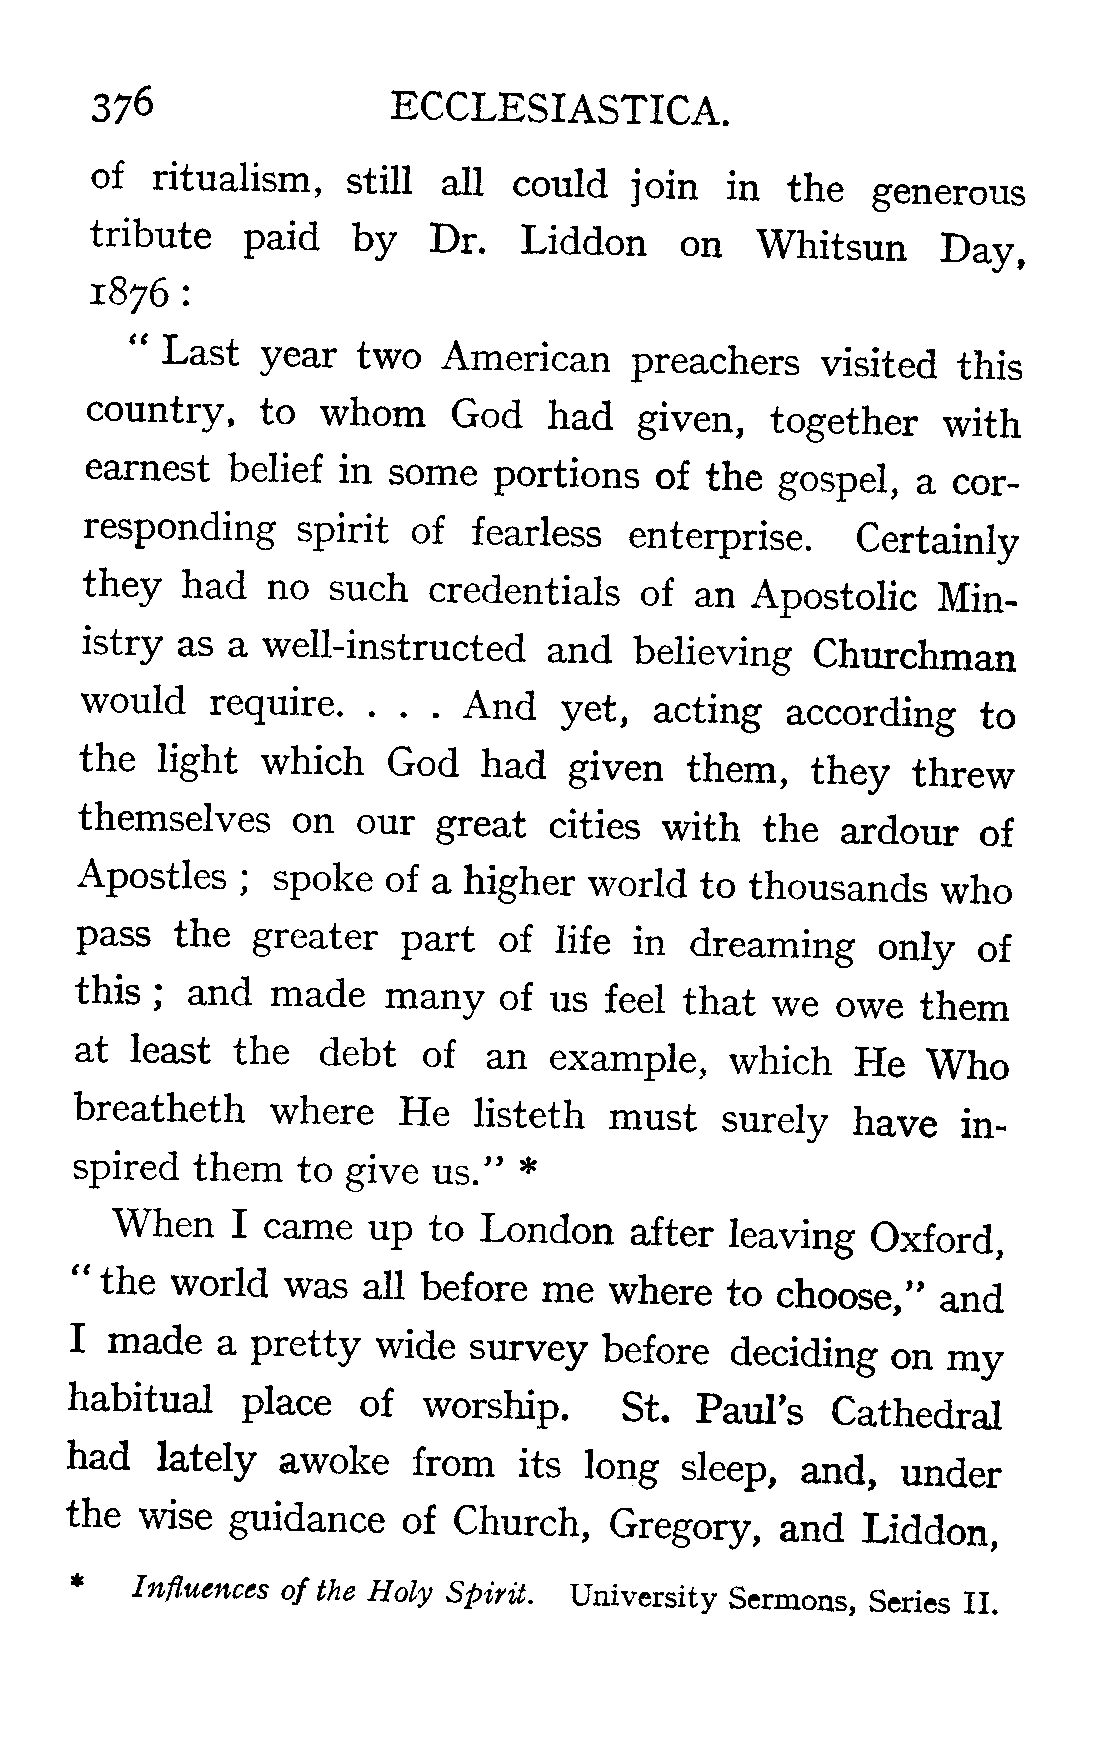 376 ECCLESIASTICA.
of ritualism, still all could join in the generous
tribute paid by Dr. Liddon on Whitsun Day,
1876 :
“ Last year two American preachers visited this
country, to whom God had given, together with
earnest belief in some portions of the gospel, a cor-
responding spirit of fearless enterprise. Certainly
they had no such credentials of an Apostolic Min-
istry as a well-instructed and believing Churchman
would require. . . . And yet, acting according to
the light which God had given them, they threw
themselves on our great cities with the ardour of
Apostles ; spoke of a higher world to thousands who
pass the greater part of life in dreaming only of
this ; and made many of us feel that we owe them
at least the debt of an example, which He Who
breatheth where He listeth must surely have in-
spired them to give us.” *
When I came up to London after leaving Oxford,
“ the world was all before me where to choose,” and
I made a pretty wide survey before deciding on my
habitual place of worship. St. Paul’s Cathedral
had lately awoke from its long sleep, and, under
the wise guidance of Church, Gregory, and Liddon,
* Influences of the Holy Spirit. University Sermons, Series II.